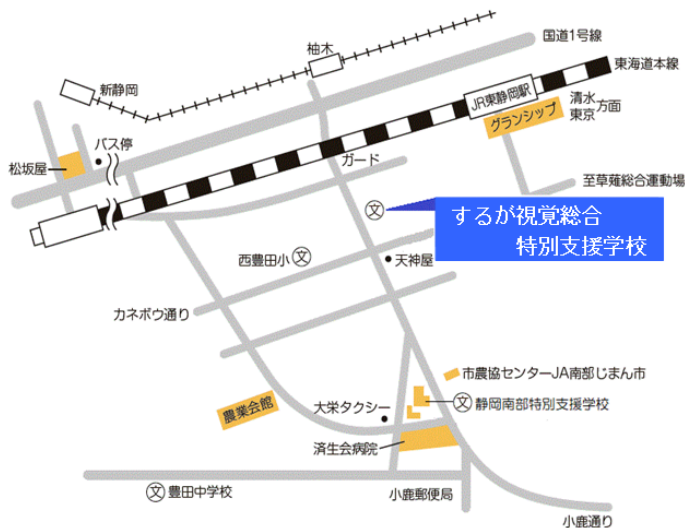 柚木
国道1号線
新静岡
東海道本線
JR東静岡駅
清水
東京
方面
グランシップ
バス停
松坂屋
ガード
至草薙総合運動場
文
するが視覚総合
特別支援学校
西豊田小文
天神屋
カネボウ通り
市農協センターJA南部じまん市
農業会館
大栄タクシー
文静岡南部特別支援学校
済生会病院
文豊田中学校
小鹿郵便局
小鹿通り